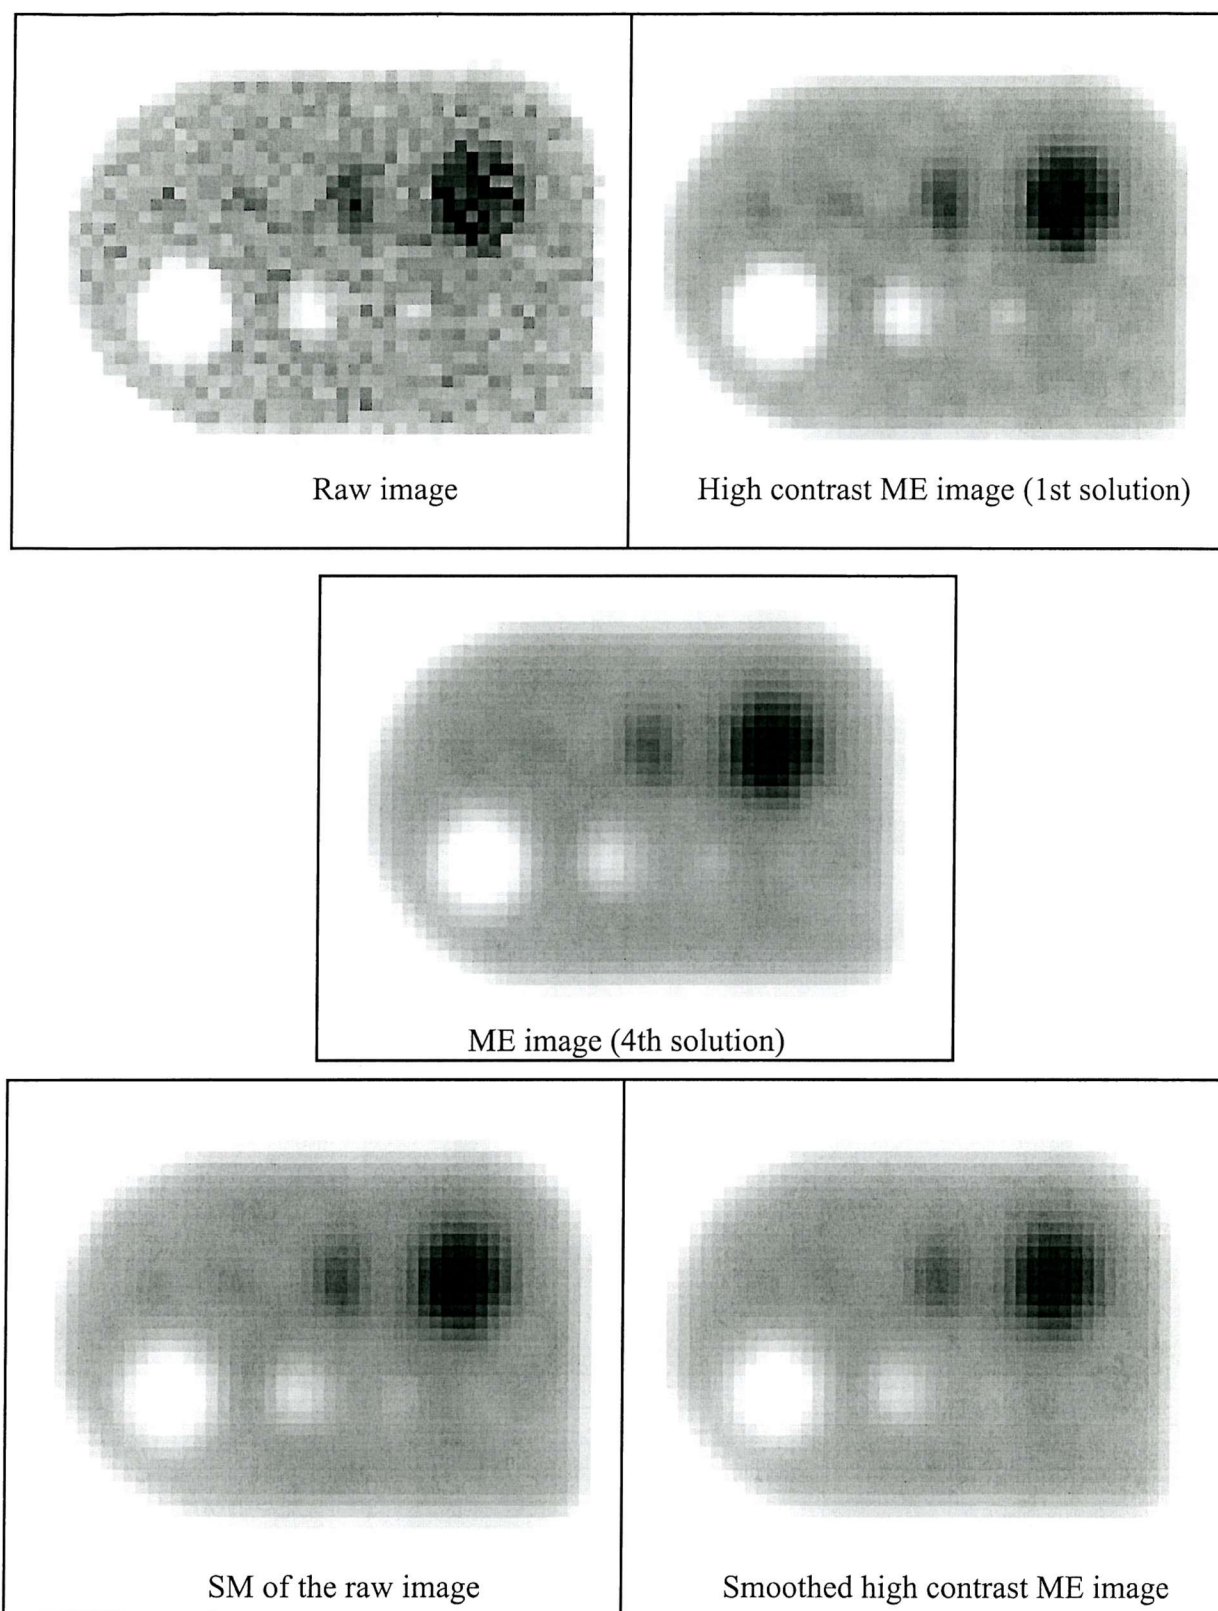 Raw image
High contrast ME image (1st solution)
ME image (4th solution)
SM of the raw image
Smoothed high contrast ME image